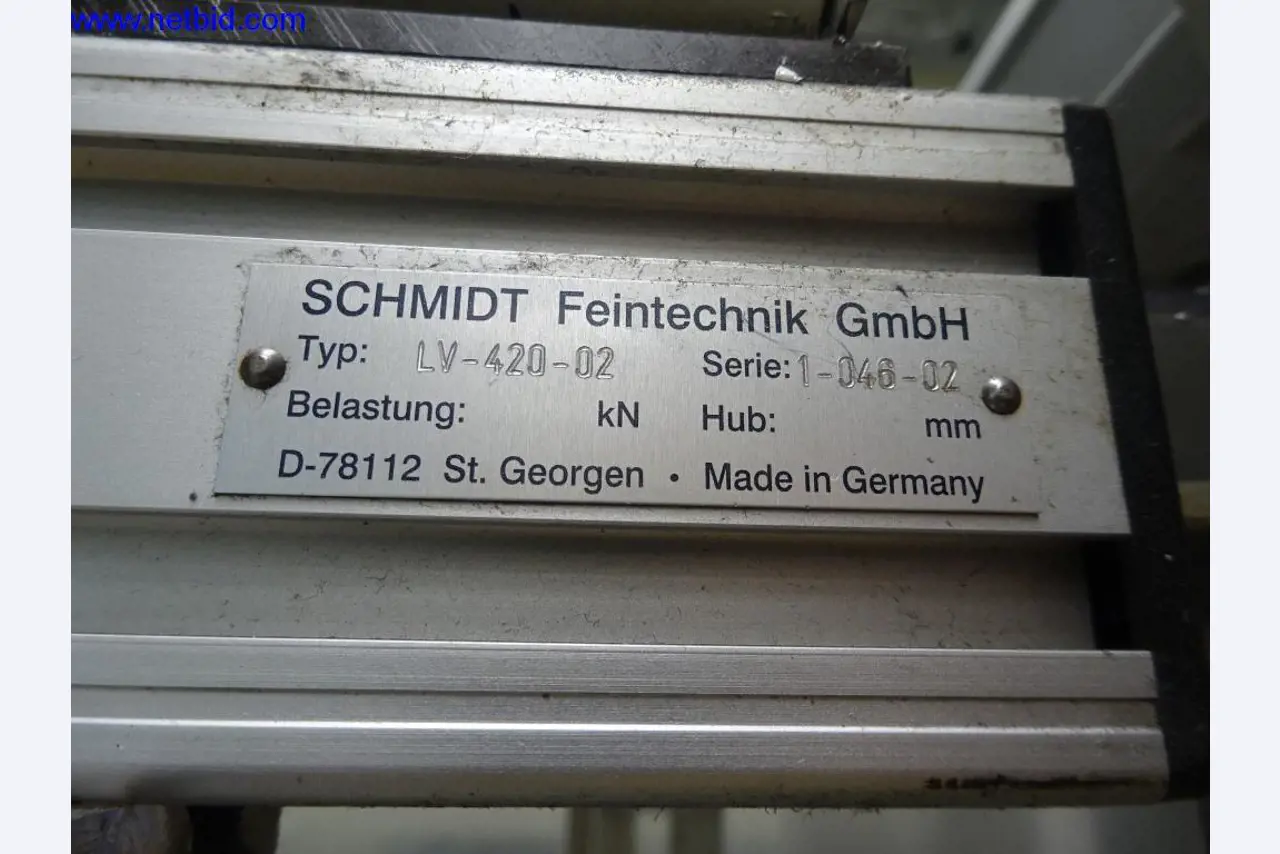 www.netbid.com
SCHMIDT Feintechnik GmbH
Typ: LV-420-02 Serie: 1-046-02
Belastung: kN Hub: mm
D-78112 St. Georgen • Made in Germany